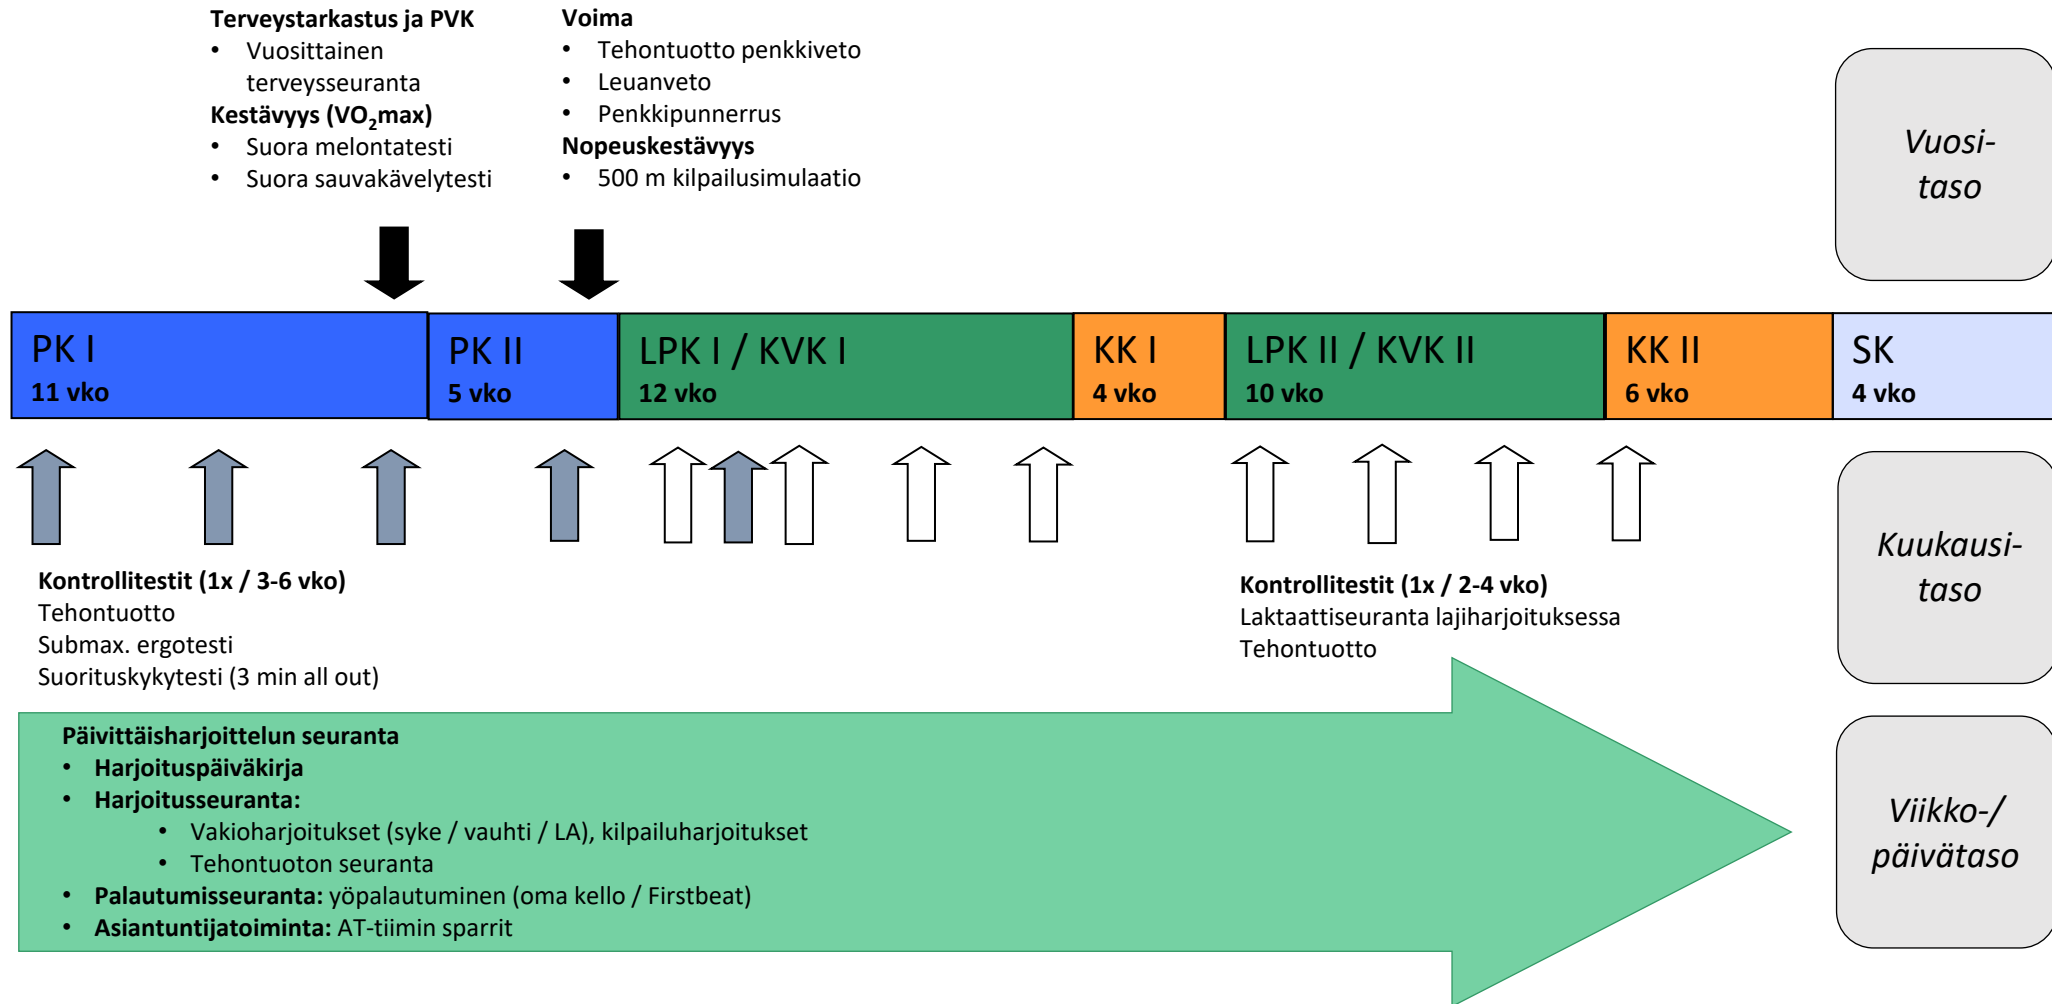 Terveystarkastus ja PVK
• Vuosittainen
terveysseuranta
Kestävyys (VO₂max)
• Suora melontatesti
• Suora sauvakävelytesti
Voima
• Tehontuotto penkkiveto
• Leuanveto
• Penkkipunnerrus
Nopeuskestävyys
• 500 m kilpailusimulaatio
Vuosi-
taso
PK I
11 vko
PK II
5 vko
LPK I / KVK I
12 vko
KK I
4 vko
LPK II / KVK II
10 vko
KK II
6 vko
SK
4 vko
Kontrollitestit (1x / 3-6 vko)
Tehontuotto
Submax. ergotesti
Suorituskykytesti (3 min all out)
Kontrollitestit (1x / 2-4 vko)
Laktaattiseuranta lajiharjoituksessa
Tehontuotto
Kuukausi-
taso
Päivittäisharjoittelun seuranta
• Harjoituspäiväkirja
• Harjoitusseuranta:
• Vakioharjoitukset (syke / vauhti / LA), kilpailuharjoitukset
• Tehontuoton seuranta
• Palautumisseuranta: yöpalautuminen (oma kello / Firstbeat)
• Asiantuntijatoiminta: AT-tiimin sparrit
Viikko-/
päivätaso